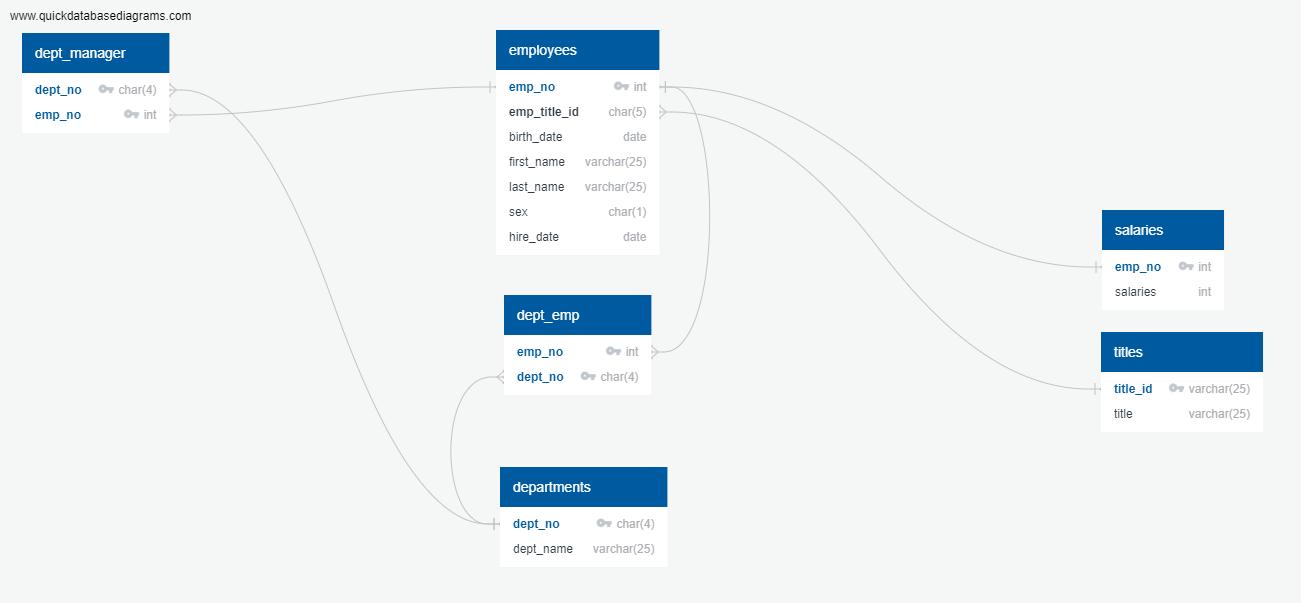 www.quickdatabasediagrams.com
dept_manager
dept_no char(4)
emp_no int
employees
emp_no int
emp_title_id char(5)
birth_date date
first_name varchar(25)
last_name varchar(25)
sex char(1)
hire_date date
dept_emp
emp_no int
dept_no char(4)
departments
dept_no char(4)
dept_name varchar(25)
salaries
emp_no int
salaries int
titles
title_id varchar(25)
title varchar(25)